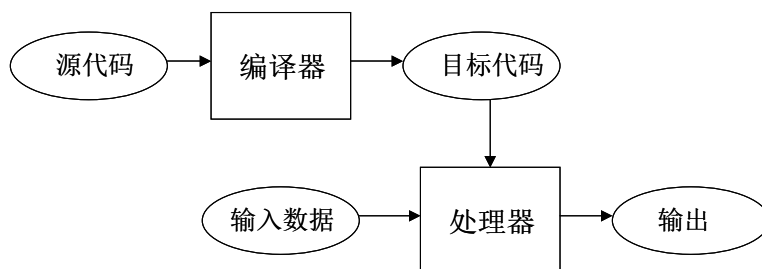 源代码
编译器
目标代码
输入数据
处理器
输出